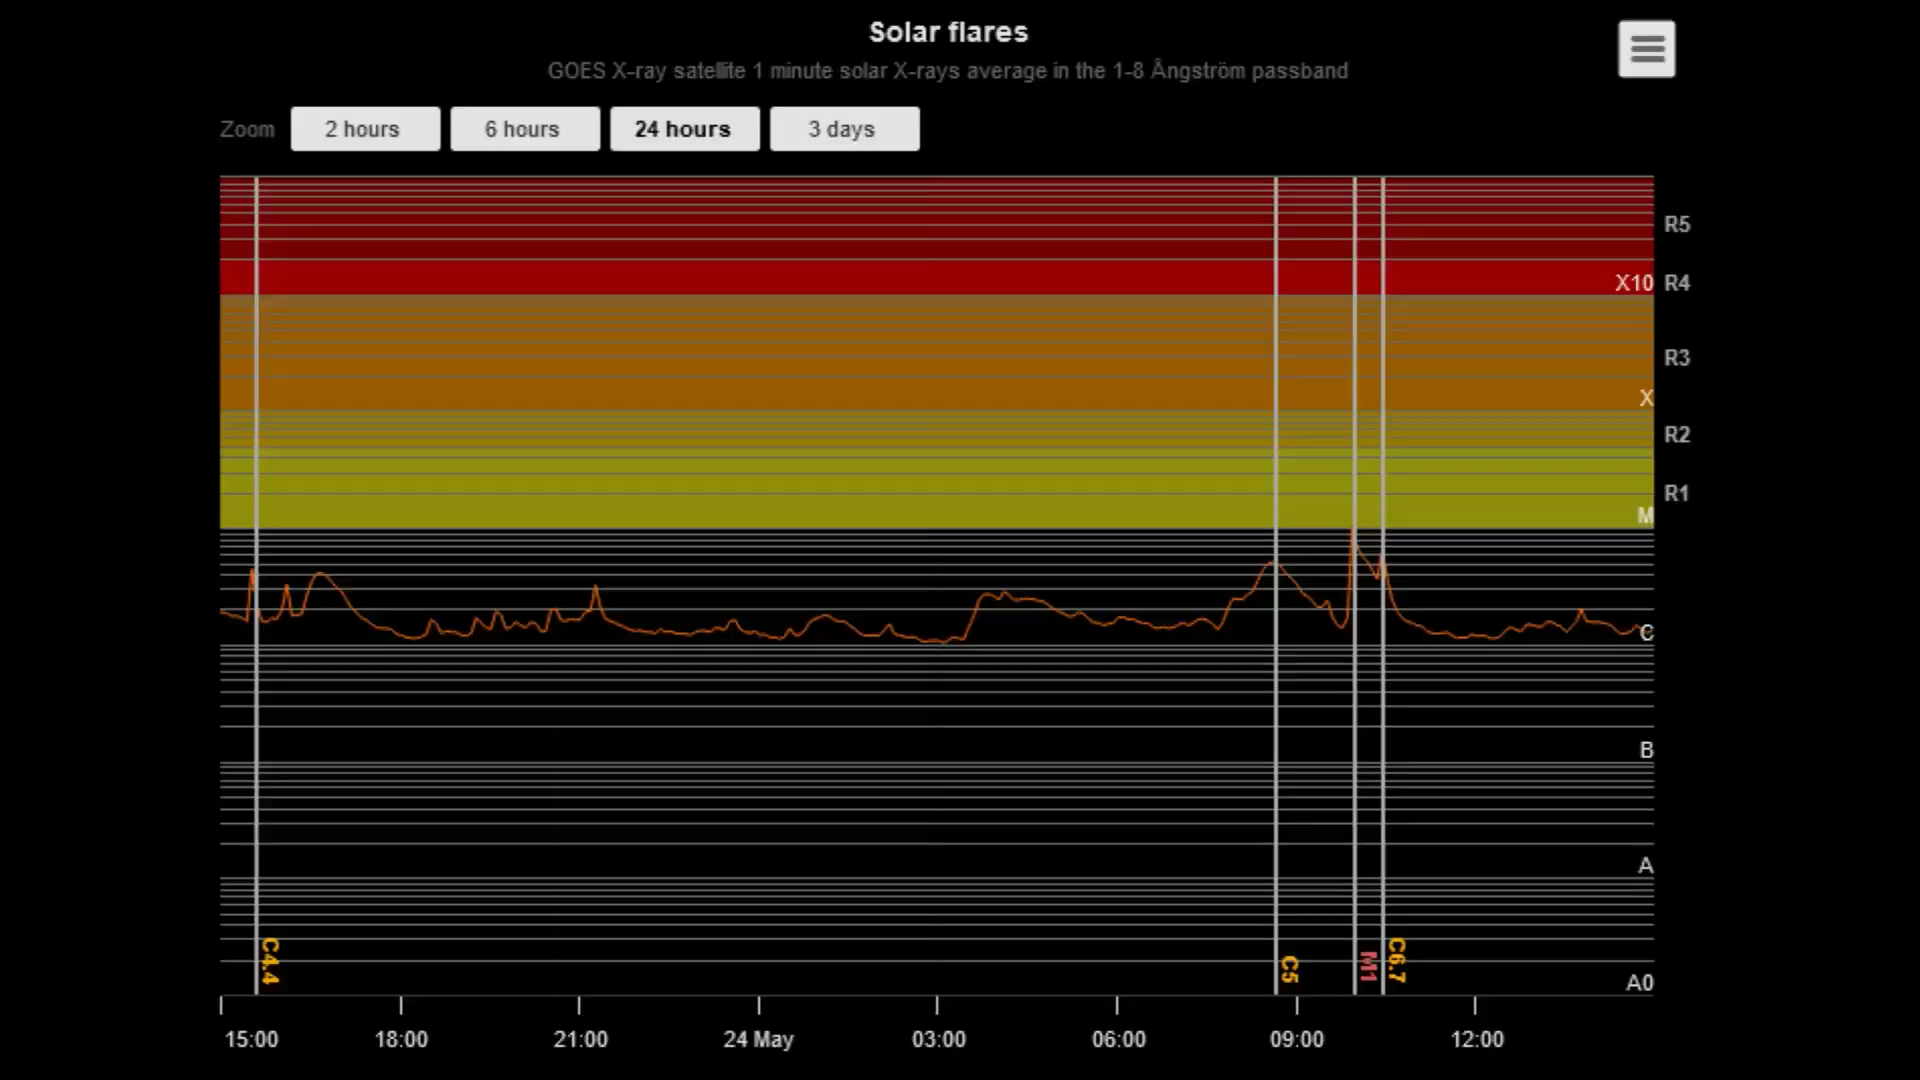 Solar flares
GOES X-ray satellite 1 minute solar X-rays average in the 1-8 Ångström passband
Zoom 2 hours 6 hours 24 hours 3 days
R5
X10 R4
R3
X
R2
R1
M
C
B
A
A0
C4.4 C5 M1 C6.7
15:00 18:00 21:00 24 May 03:00 06:00 09:00 12:00